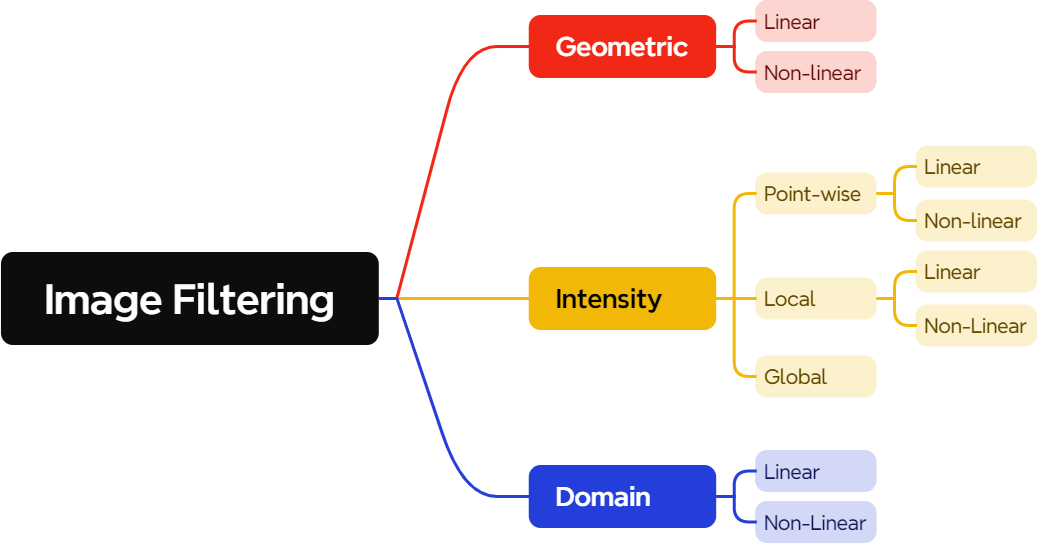 Image Filtering
Geometric
Linear
Non-linear
Intensity
Point-wise
Linear
Non-linear
Local
Linear
Non-Linear
Global
Domain
Linear
Non-Linear